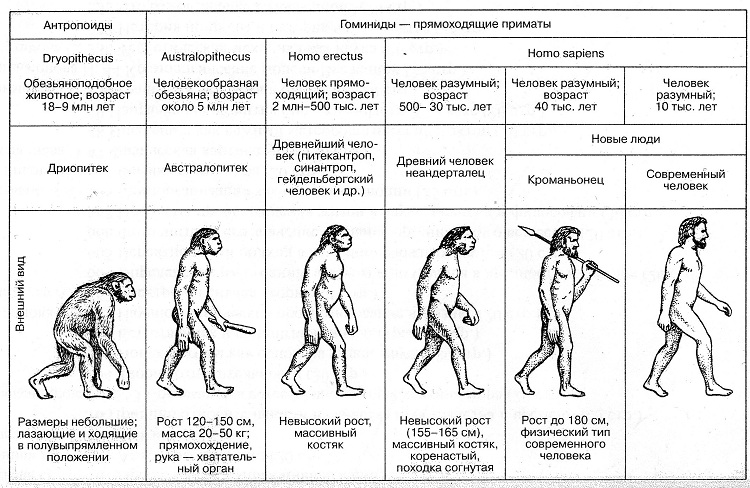 Антропоиды
Гоминиды — прямоходящие приматы
Dryopithecus
Обезьяноподобное
животное; возраст
18–9 млн лет
Australopithecus
Человекообразная
обезьяна; возраст
около 5 млн лет
Homo erectus
Человек прямо-
ходящий; возраст
2 млн–500 тыс. лет
Homo sapiens
Человек разумный;
возраст
500– 30 тыс. лет
Человек разумный;
возраст
40 тыс. лет
Человек
разумный;
10 тыс. лет
Дриопитек
Австралопитек
Древнейший чело-
век (питекантроп,
синантроп,
гейдельбергский
человек и др.)
Древний человек
неандерталец
Новые люди
Кроманьонец
Современный
человек
Внешний вид
Размеры небольшие;
лазающие и ходящие
в полувыпрямленном
положении
Рост 120–150 см,
масса 20–50 кг;
прямохождение,
рука — хвататель-
ный орган
Невысокий рост,
массивный
костяк
Невысокий рост
(155–165 см),
массивный костяк,
коренастый,
походка согнутая
Рост до 180 см,
физический тип
современного
человека